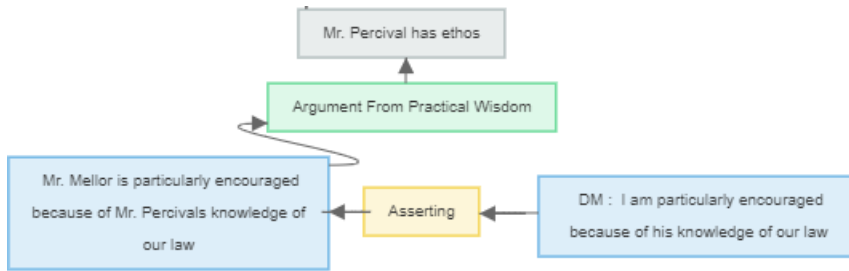 Mr. Percival has ethos
Argument From Practical Wisdom
Mr. Mellor is particularly encouraged
because of Mr. Percivals knowledge of
our law
Asserting
DM : I am particularly encouraged
because of his knowledge of our law